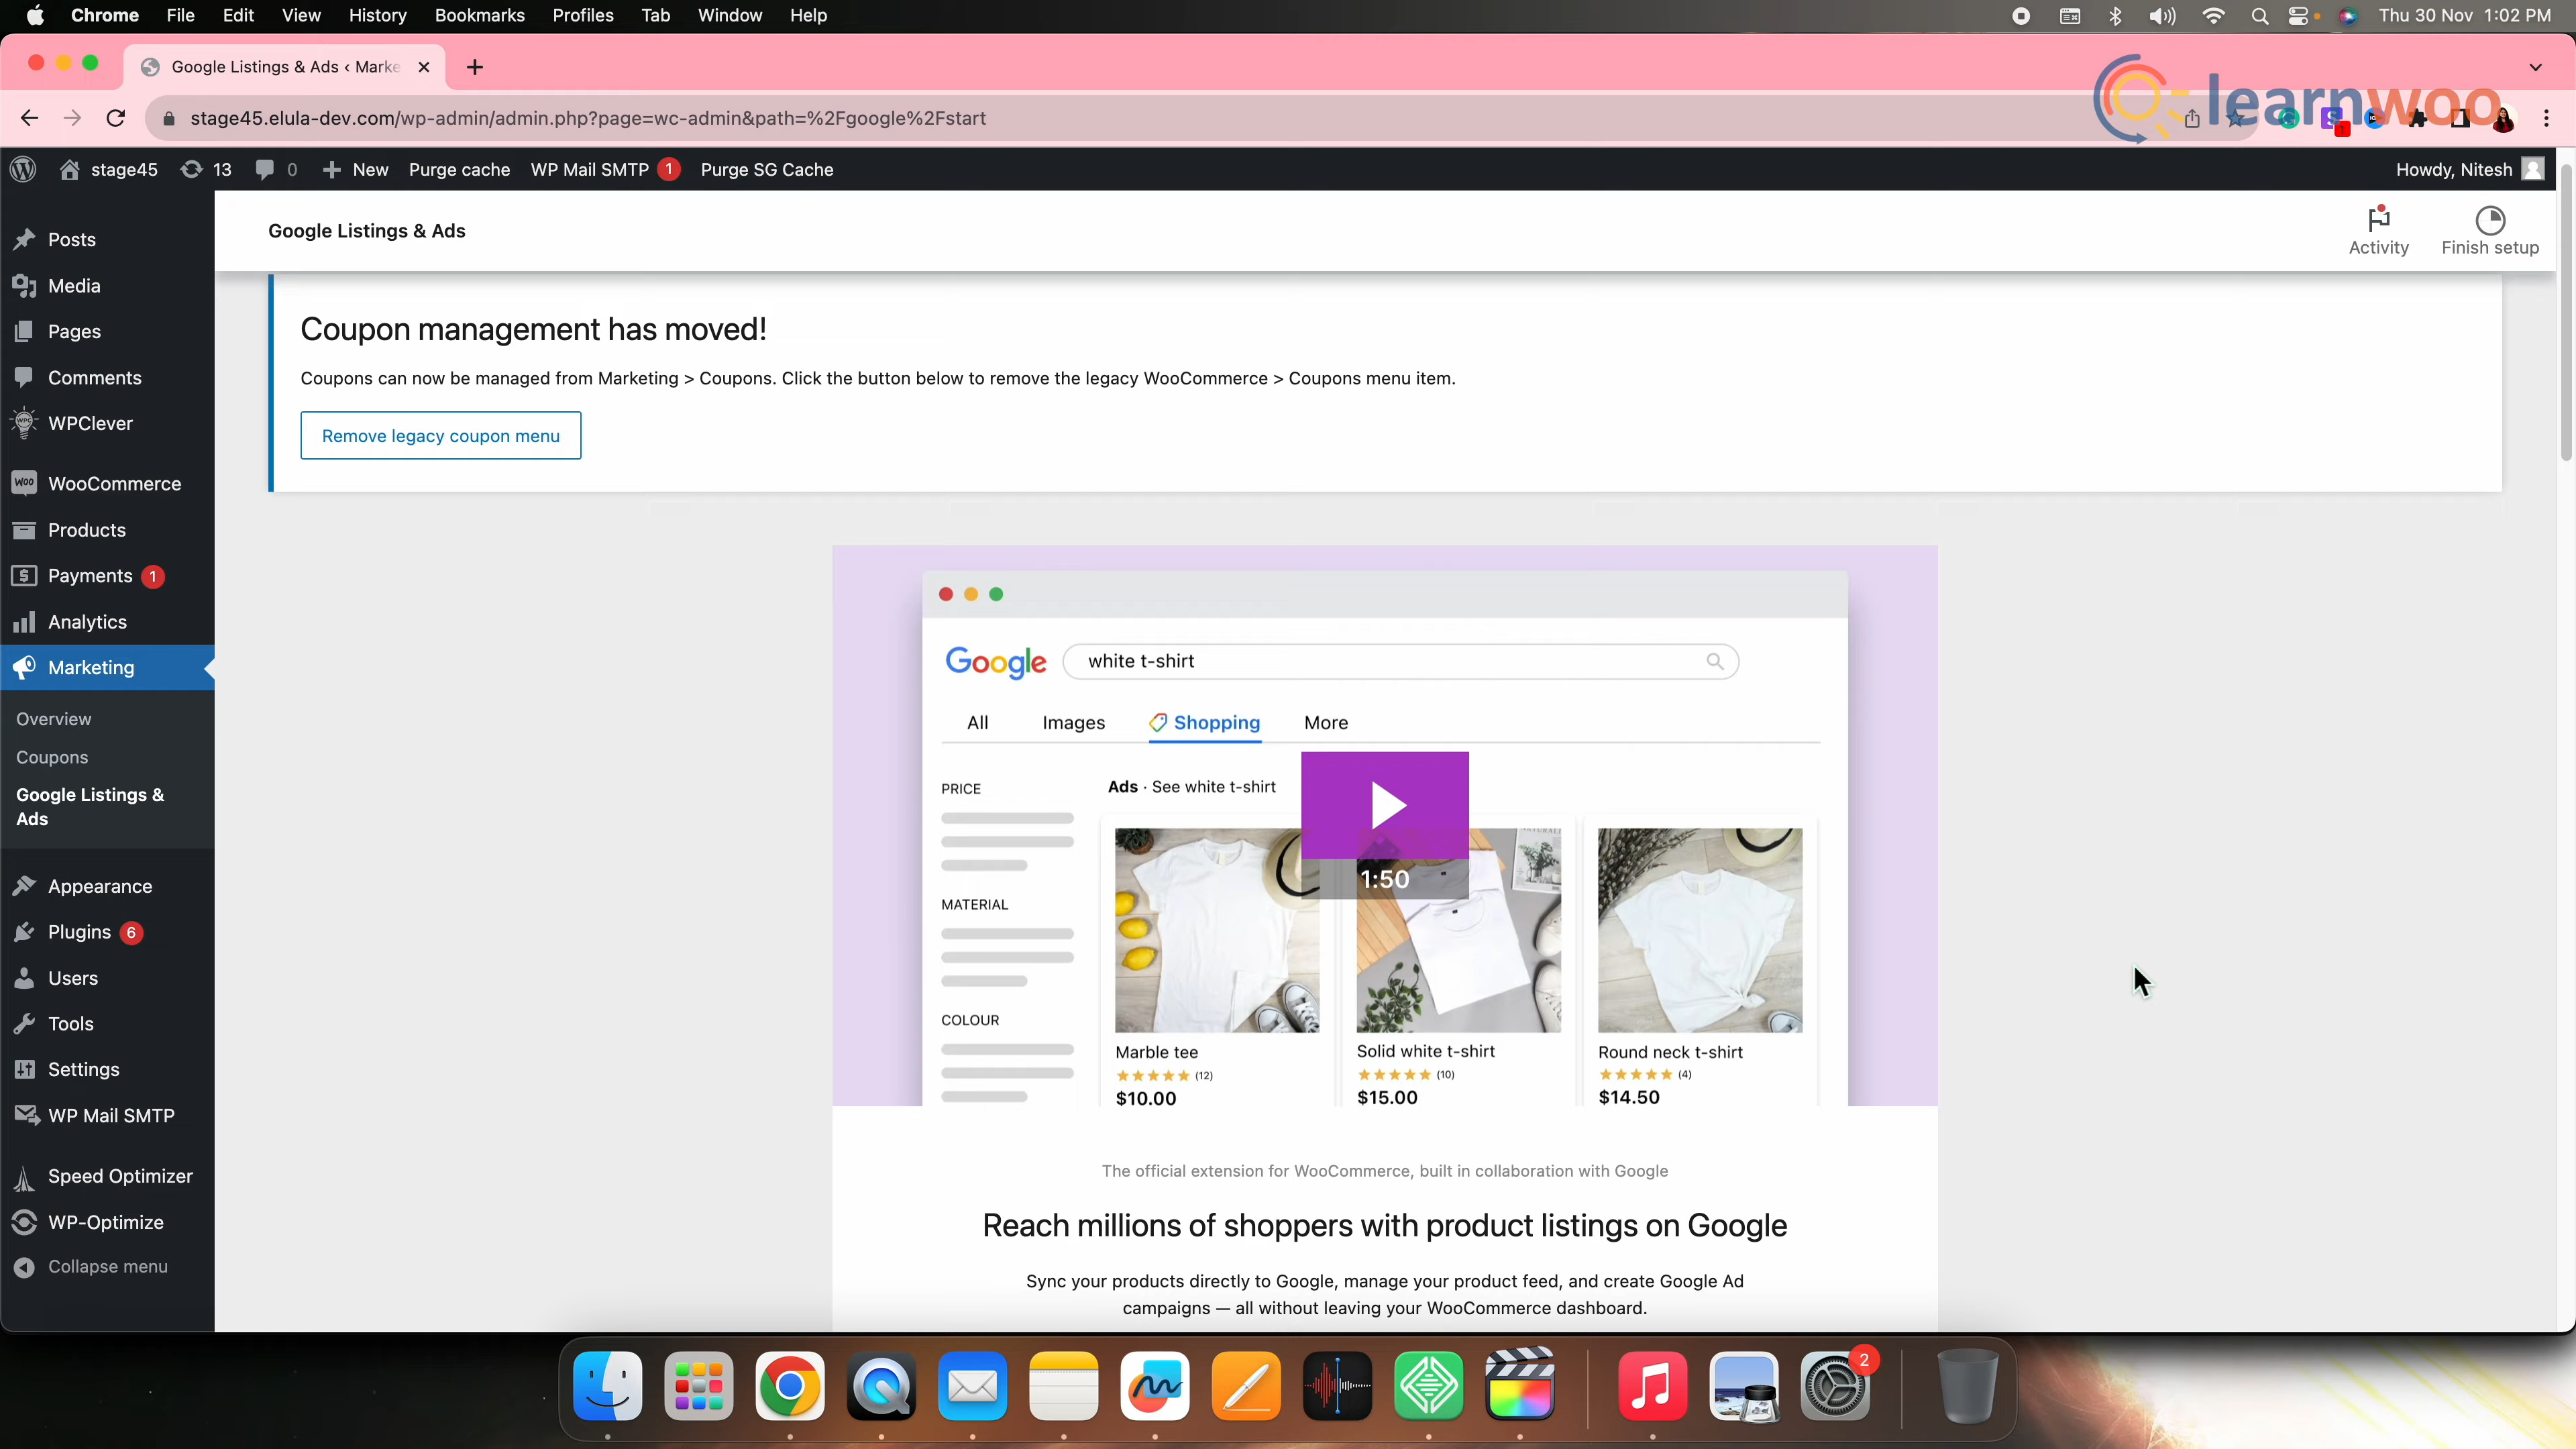 Chrome File Edit View History Bookmarks Profiles Tab Window Help
Thu 30 Nov 1:02 PM
Google Listings & Ads ‹ Marke
learnwoo
stage45.elula-dev.com/wp-admin/admin.php?page=wc-admin&path=%2Fgoogle%2Fstart
stage45 13 0 New Purge cache WP Mail SMTP 1 Purge SG Cache
Howdy, Nitesh
Google Listings & Ads
Activity
Finish setup
Posts
Media
Pages
Comments
WPClever
WooCommerce
Products
Payments 1
Analytics
Marketing
Overview
Coupons
Google Listings &
Ads
Appearance
Plugins 6
Users
Tools
Settings
WP Mail SMTP
Speed Optimizer
WP-Optimize
Collapse menu
Coupon management has moved!
Coupons can now be managed from Marketing > Coupons. Click the button below to remove the legacy WooCommerce > Coupons menu item.
Remove legacy coupon menu
Google
white t-shirt
All Images Shopping More
PRICE
MATERIAL
COLOUR
Ads · See white t-shirt
1:50
Marble tee
(12)
$10.00
Solid white t-shirt
(10)
$15.00
Round neck t-shirt
(4)
$14.50
The official extension for WooCommerce, built in collaboration with Google
Reach millions of shoppers with product listings on Google
Sync your products directly to Google, manage your product feed, and create Google Ad
campaigns — all without leaving your WooCommerce dashboard.
2